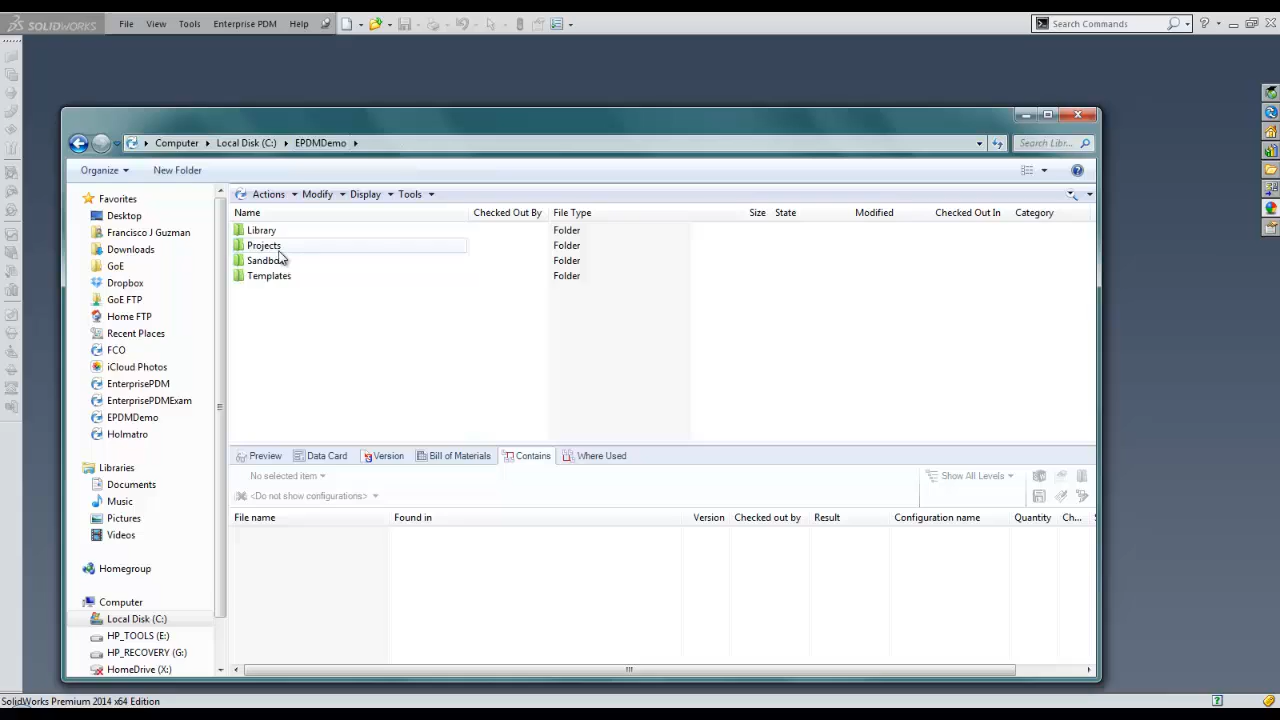 SOLIDWORKS File View Tools Enterprise PDM Help Search Commands
Computer Local Disk (C:) EPDMDemo Search Libr...
Organize New Folder
Actions Modify Display Tools
Name Checked Out By File Type Size State Modified Checked Out In Category
Library Folder
Projects Folder
Folder
Templates Folder
Favorites
Desktop
Francisco J Guzman
Downloads
GoE
Dropbox
GoE FTP
Home FTP
Recent Places
FCO
iCloud Photos
EnterprisePDM
EnterprisePDMExam
EPDMDemo
Holmatro
Libraries
Documents
Music
Pictures
Videos
Homegroup
Computer
Local Disk (C:)
HP_TOOLS (E:)
HP_RECOVERY (G:)
HomeDrive (X:)
Preview Data Card Version Bill of Materials Contains Where Used
No selected item Show All Levels
<Do not show configurations>
File name Found in Version Checked out by Result Configuration name Quantity Ch...
SolidWorks Premium 2014 x64 Edition